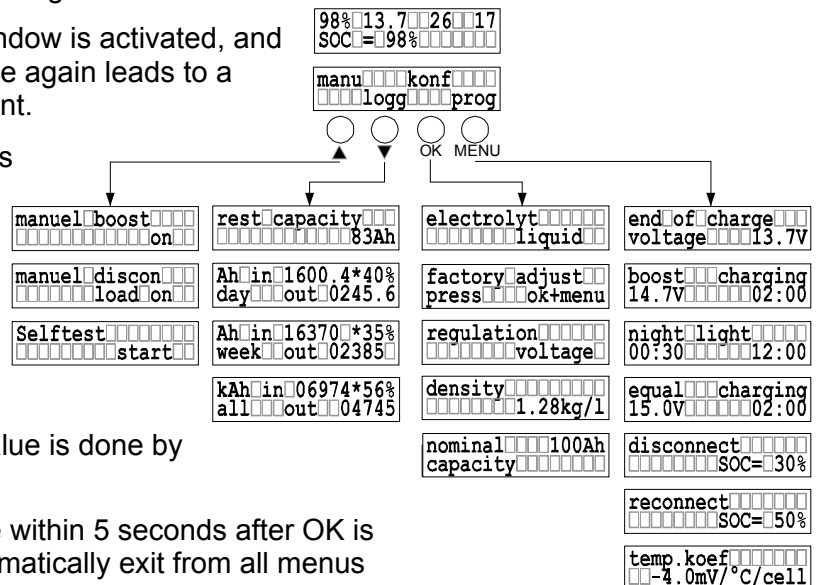 98% 13.7 26 17
SOC = 98%
ndow is activated, and
e again leads to a
nt.
manu konf
logg prog
▲ ▼ OK MENU
s
manuel boost
on
manuel discon
load on
Selftest
start
rest capacity
83Ah
Ah in 1600.4*40%
day out 0245.6
Ah in 16370 *35%
week out 02385
kAh in 06974*56%
all out 04745
electrolyt
liquid
factory adjust
press ok+menu
regulation
voltage
density
1.28kg/l
nominal 100Ah
capacity
end of charge
voltage 13.7V
boost charging
14.7V 02:00
night light
00:30 12:00
equal charging
15.0V 02:00
disconnect
SOC= 30%
reconnect
SOC= 50%
temp.koef
-4.0mV/°C/cell
alue is done by
e within 5 seconds after OK is
matically exit from all menus